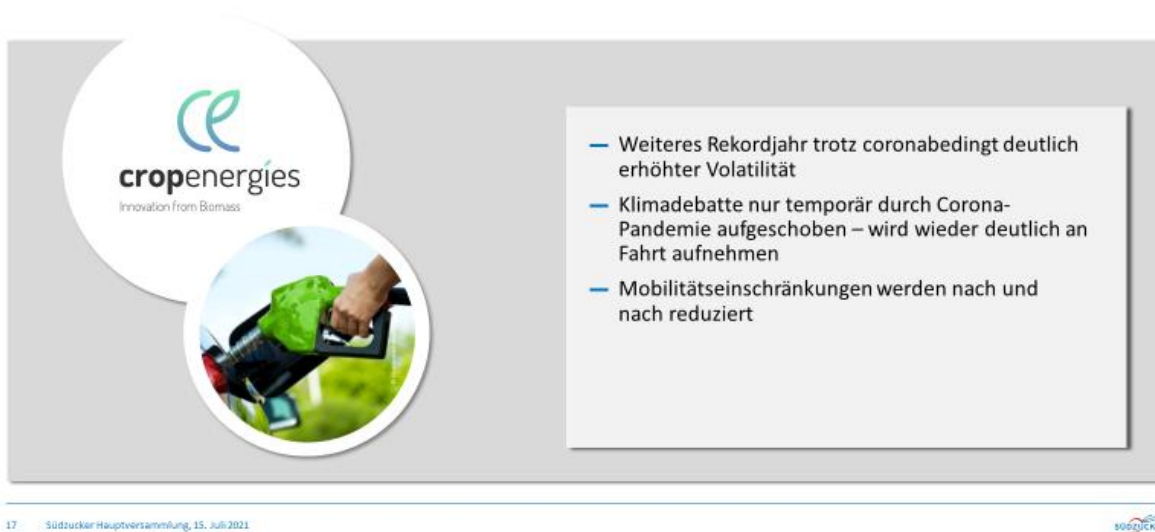 cropenergies
Innovation from Biomass
— Weiteres Rekordjahr trotz coronabedingt deutlich
erhöhter Volatilität
— Klimadebatte nur temporär durch Corona-
Pandemie aufgeschoben – wird wieder deutlich an
Fahrt aufnehmen
— Mobilitätseinschränkungen werden nach und
nach reduziert
17 Südzucker Hauptversammlung, 15. Juli 2021